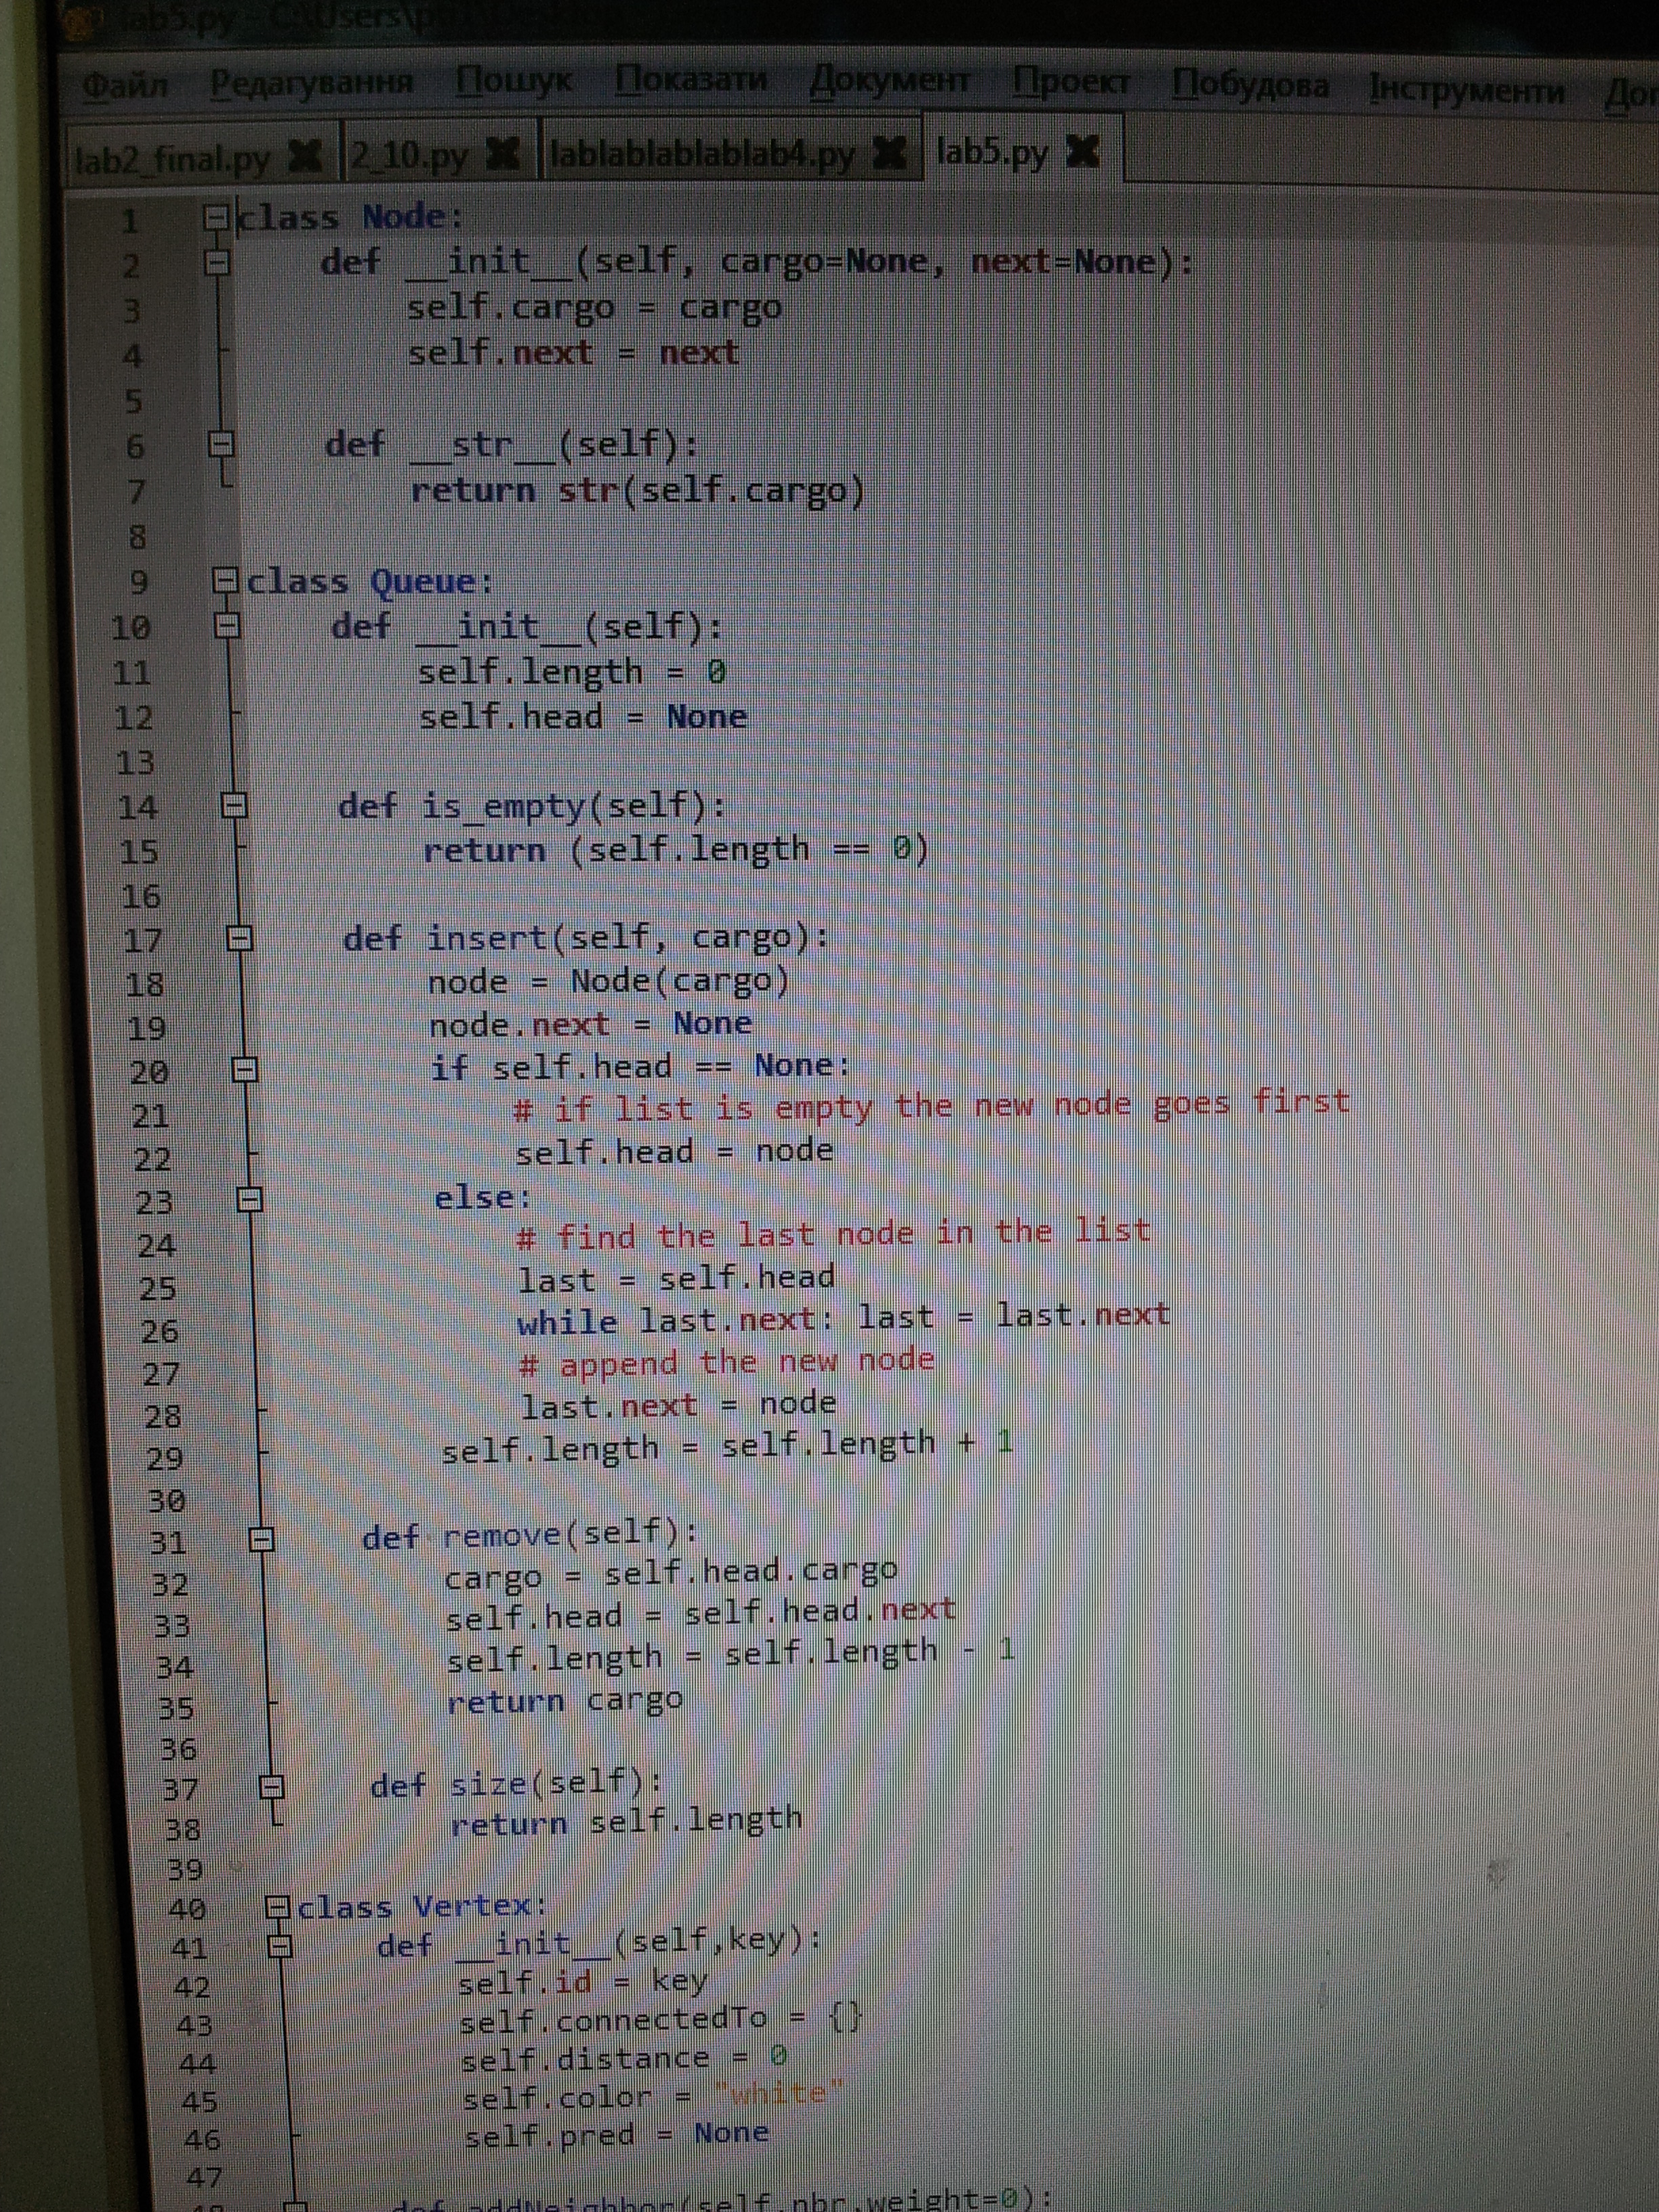 lab5.py - C:\Users\
Файл Редагування Пошук Показати Документ Проект Побудова Інструменти
lab2_final.py 2_10.py lablablablablab4.py lab5.py
1 class Node:
2 def __init__(self, cargo=None, next=None):
3 self.cargo = cargo
4 self.next = next
5
6 def __str__(self):
7 return str(self.cargo)
8
9 class Queue:
10 def __init__(self):
11 self.length = 0
12 self.head = None
13
14 def is_empty(self):
15 return (self.length == 0)
16
17 def insert(self, cargo):
18 node = Node(cargo)
19 node.next = None
20 if self.head == None:
21 # if list is empty the new node goes first
22 self.head = node
23 else:
24 # find the last node in the list
25 last = self.head
26 while last.next: last = last.next
27 # append the new node
28 last.next = node
29 self.length = self.length + 1
30
31 def remove(self):
32 cargo = self.head.cargo
33 self.head = self.head.next
34 self.length = self.length - 1
35 return cargo
36
37 def size(self):
38 return self.length
39
40 class Vertex:
41 def __init__(self,key):
42 self.id = key
43 self.connectedTo = {}
44 self.distance = 0
45 self.color = "white"
46 self.pred = None
47
48 def addNeighbor(self,nbr,weight=0):